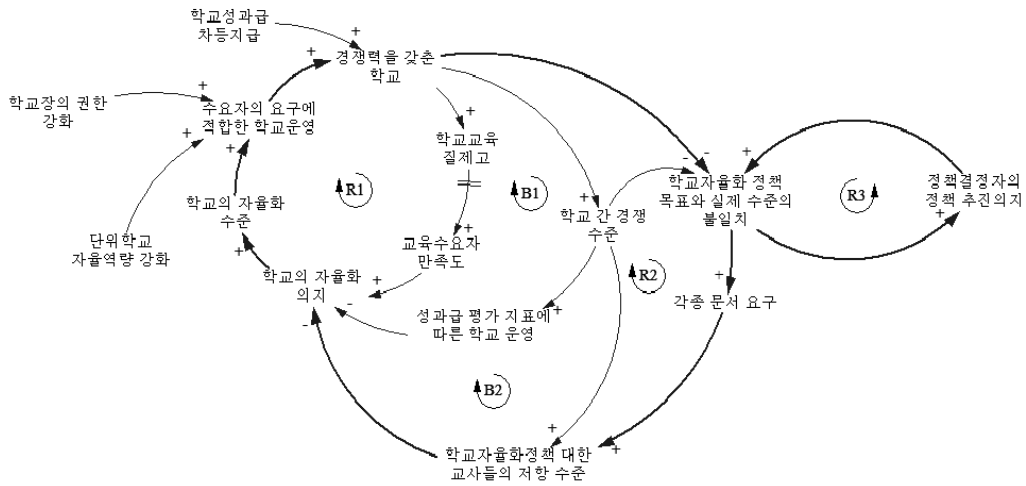 학교성과급
차등지급
+
+
경쟁력을 갖춘
학교
+
학교장의 권한
강화
수요자의 요구에
적합한 학교운영
+
+
+
학교교육
질제고
-
-
+
R1
B1
학교의 자율화
수준
+
학교 간 경쟁
수준
학교자율화 정책
목표와 실제 수준의
불일치
R3
정책결정자의
정책 추진의지
+
단위학교
자율역량 강화
+
+
교육수요자
만족도
학교의 자율화
의지
+
-
R2
+
각종 문서 요구
성과급 평가 지표에
따른 학교 운영
+
-
B2
+
학교자율화정책 대한
교사들의 저항 수준
+